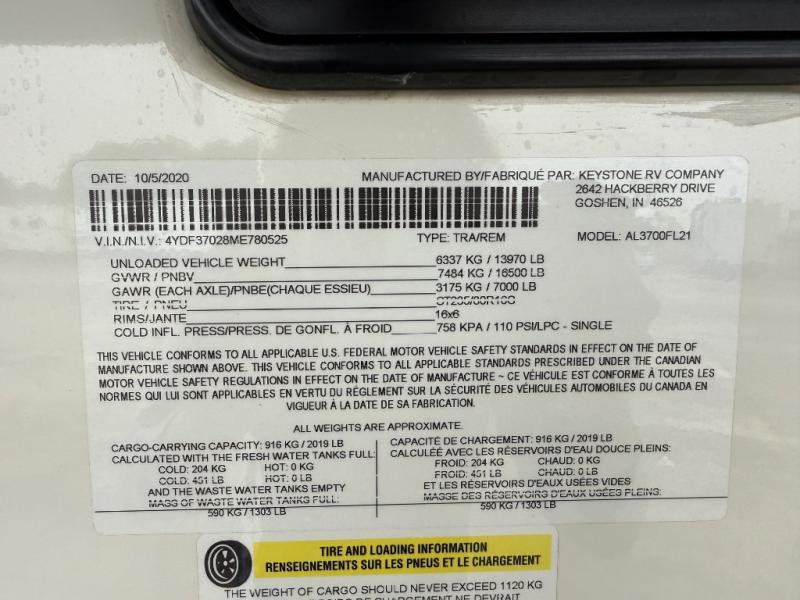 DATE: 10/5/2020
MANUFACTURED BY/FABRIQUÉ PAR: KEYSTONE RV COMPANY
2642 HACKBERRY DRIVE
GOSHEN, IN 46526
V.I.N./N.I.V.: 4YDF37028ME780525 TYPE: TRA/REM MODEL: AL3700FL21
UNLOADED VEHICLE WEIGHT 6337 KG / 13970 LB
GVWR / PNBV 7484 KG / 16500 LB
GAWR (EACH AXLE)/PNBE(CHAQUE ESSIEU) 3175 KG / 7000 LB
TIRE / PNEU
RIMS/JANTE 16x6
COLD INFL. PRESS/PRESS. DE GONFL. À FROID 758 KPA / 110 PSI/LPC - SINGLE
THIS VEHICLE CONFORMS TO ALL APPLICABLE U.S. FEDERAL MOTOR VEHICLE SAFETY STANDARDS IN EFFECT ON THE DATE OF
MANUFACTURE SHOWN ABOVE. THIS VEHICLE CONFORMS TO ALL APPLICABLE STANDARDS PRESCRIBED UNDER THE CANADIAN
MOTOR VEHICLE SAFETY REGULATIONS IN EFFECT ON THE DATE OF MANUFACTURE ~ CE VÉHICULE EST CONFORME À TOUTES LES
NORMES QUI LUI SONT APPLICABLES EN VERTU DU RÉGLEMENT SUR LA SÉCURITÉ DES VÉHICULES AUTOMOBILES DU CANADA EN
VIGUEUR À LA DATE DE SA FABRICATION.
ALL WEIGHTS ARE APPROXIMATE.
CARGO-CARRYING CAPACITY: 916 KG / 2019 LB
CALCULATED WITH THE FRESH WATER TANKS FULL:
COLD: 204 KG HOT: 0 KG
COLD: 451 LB HOT: 0 LB
AND THE WASTE WATER TANKS EMPTY
MASS OF WASTE WATER TANKS FULL:
590 KG / 1303 LB
CAPACITÉ DE CHARGEMENT: 916 KG / 2019 LB
CALCULÉE AVEC LES RÉSERVOIRS D'EAU DOUCE PLEINS:
FROID: 204 KG CHAUD: 0 KG
FROID: 451 LB CHAUD: 0 LB
ET LES RÉSERVOIRS D'EAUX USÉES VIDES
MASSE DES RÉSERVOIRS D'EAUX USÉES PLEINS:
590 KG / 1303 LB
TIRE AND LOADING INFORMATION
RENSEIGNEMENTS SUR LES PNEUS ET LE CHARGEMENT
THE WEIGHT OF CARGO SHOULD NEVER EXCEED 1120 KG
DE CHARGEMENT NE DEVRAIT